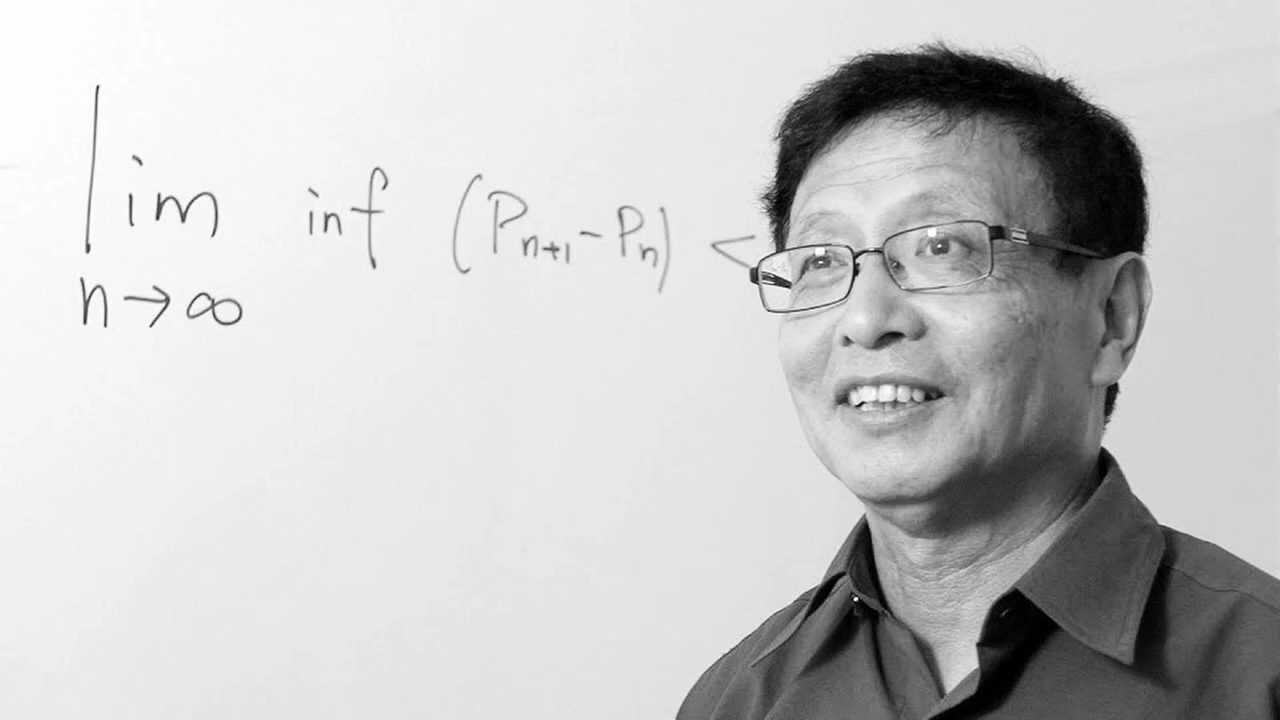 lim inf (Pn+1 - Pn) <
n→∞